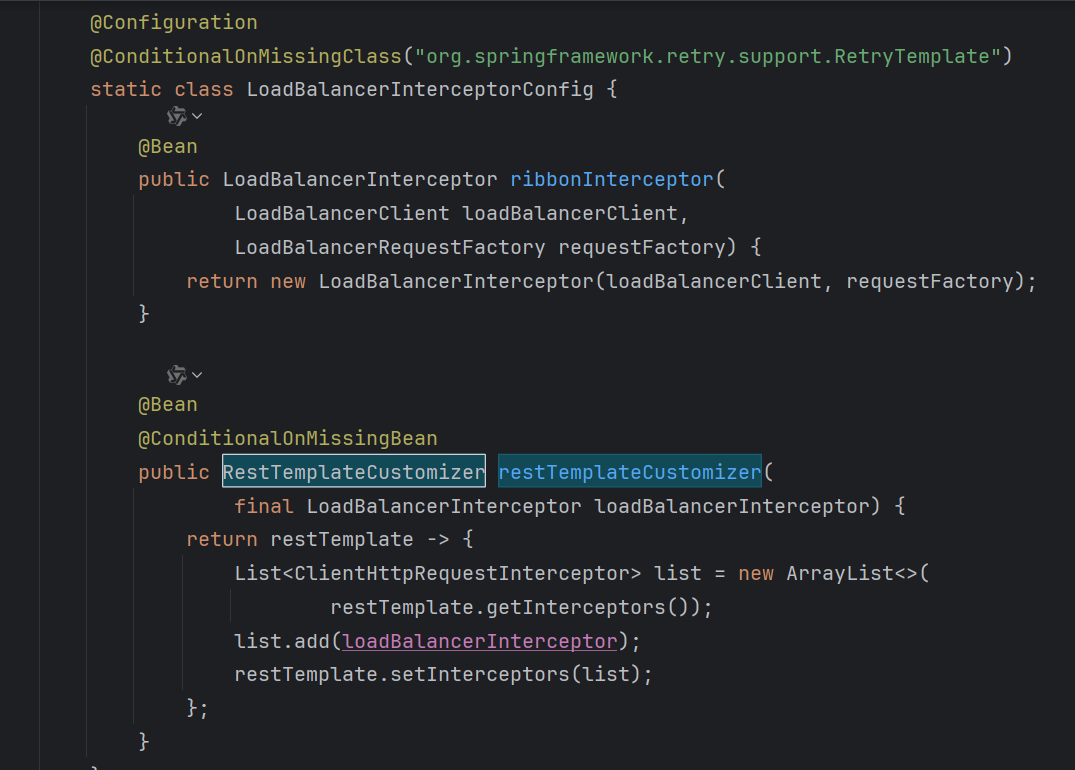 @Configuration
@ConditionalOnMissingClass("org.springframework.retry.support.RetryTemplate")
static class LoadBalancerInterceptorConfig {
@Bean
public LoadBalancerInterceptor ribbonInterceptor(
LoadBalancerClient loadBalancerClient,
LoadBalancerRequestFactory requestFactory) {
return new LoadBalancerInterceptor(loadBalancerClient, requestFactory);
}
@Bean
@ConditionalOnMissingBean
public RestTemplateCustomizer restTemplateCustomizer(
final LoadBalancerInterceptor loadBalancerInterceptor) {
return restTemplate -> {
List<ClientHttpRequestInterceptor> list = new ArrayList<>(
restTemplate.getInterceptors());
list.add(loadBalancerInterceptor);
restTemplate.setInterceptors(list);
};
}